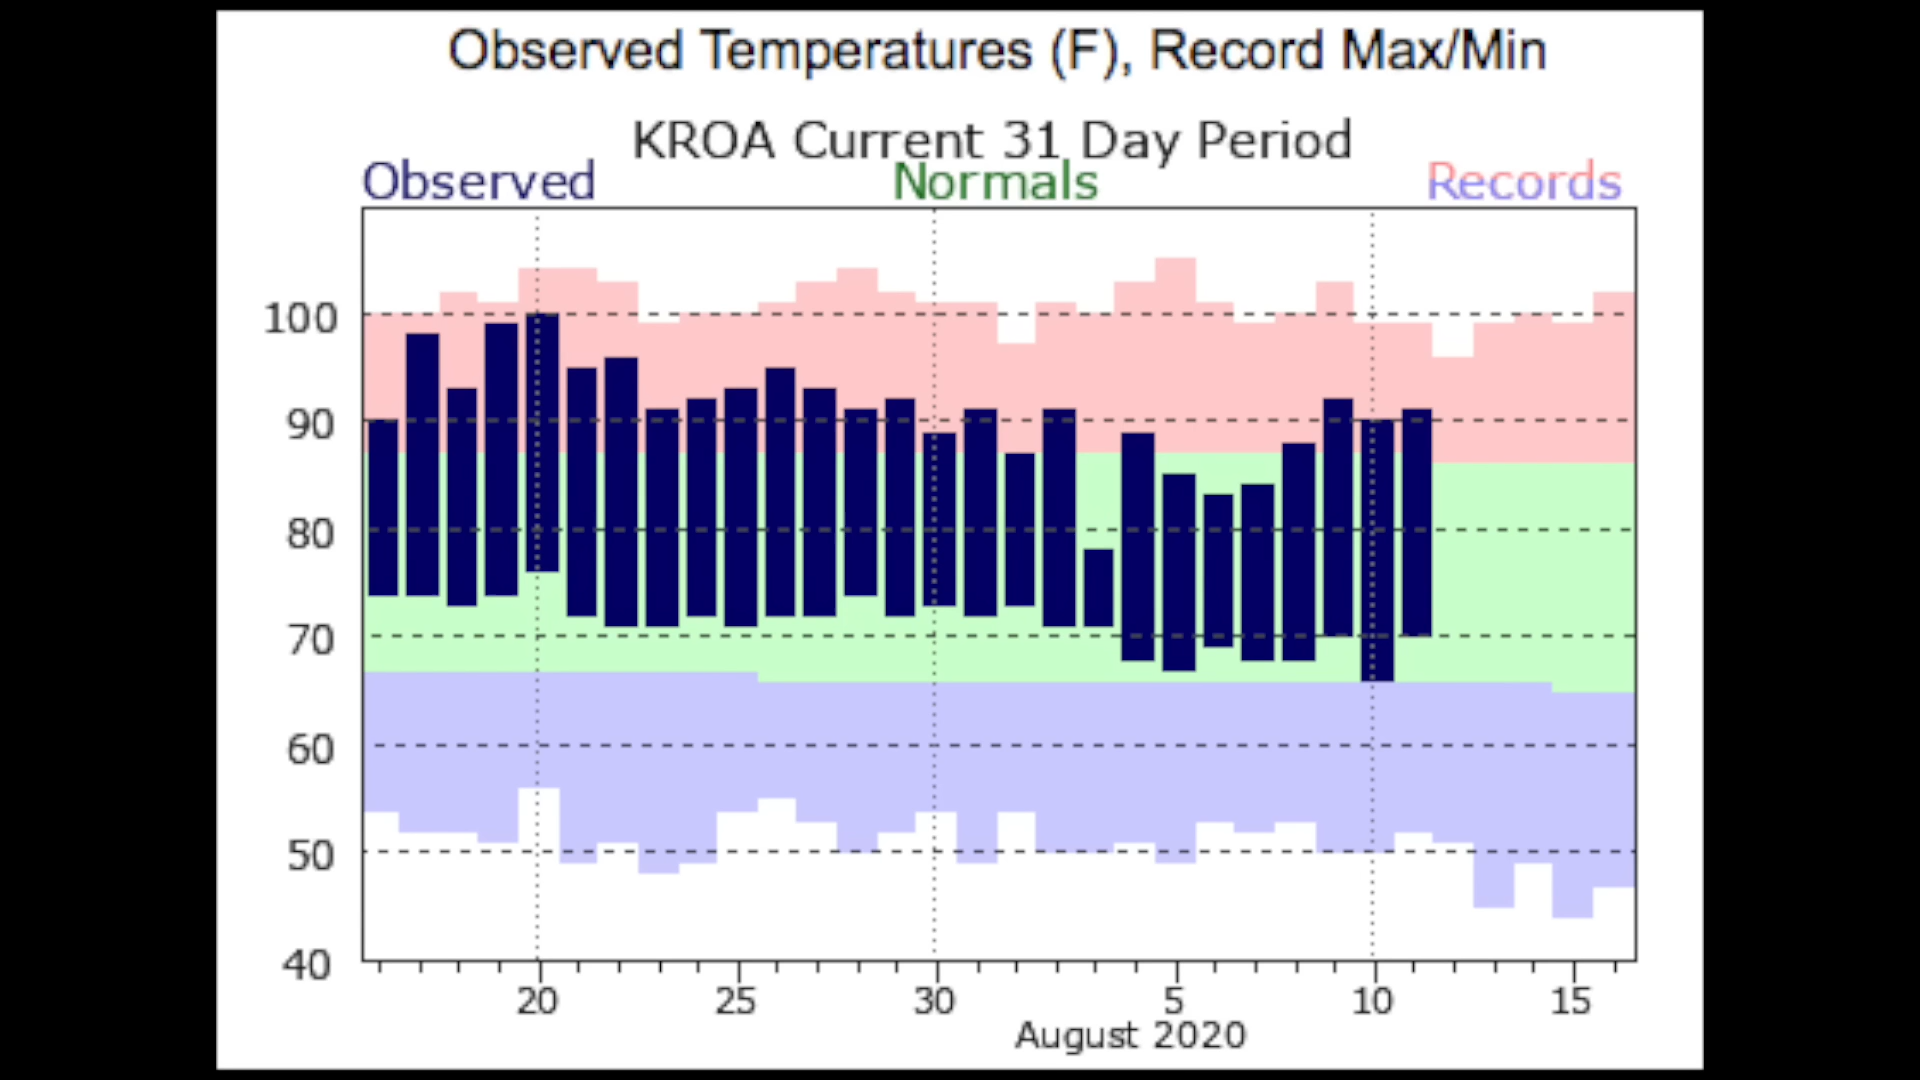 Observed Temperatures (F), Record Max/Min
KROA Current 31 Day Period
Observed Normals Records
100
90
80
70
60
50
40
20 25 30 5 10 15
August 2020